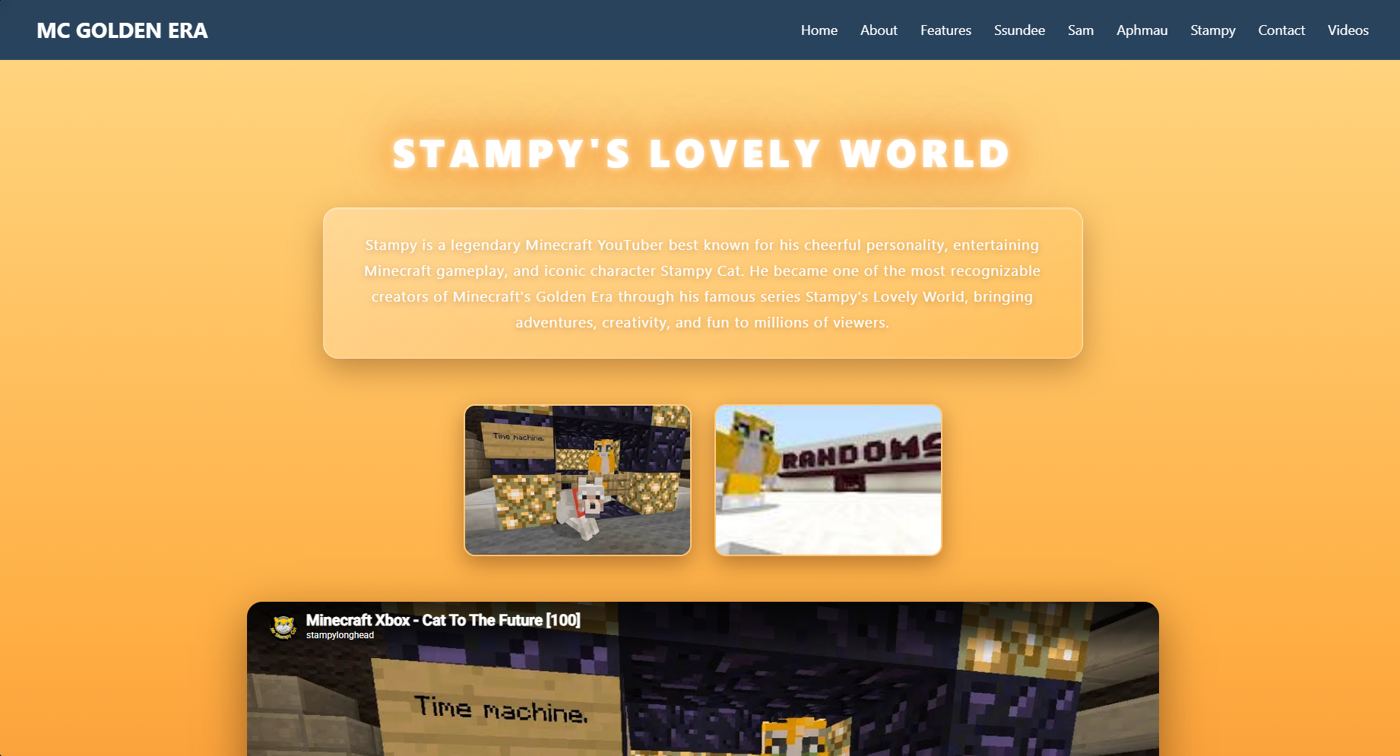 MC GOLDEN ERA
Home About Features Ssundee Sam Aphmau Stampy Contact Videos
STAMPY'S LOVELY WORLD
Stampy is a legendary Minecraft YouTuber best known for his cheerful personality, entertaining
Minecraft gameplay, and iconic character Stampy Cat. He became one of the most recognizable
creators of Minecraft's Golden Era through his famous series Stampy's Lovely World, bringing
adventures, creativity, and fun to millions of viewers.
Time machine.
RANDOMS
Minecraft Xbox - Cat To The Future [100]
stampylonghead
Time machine.